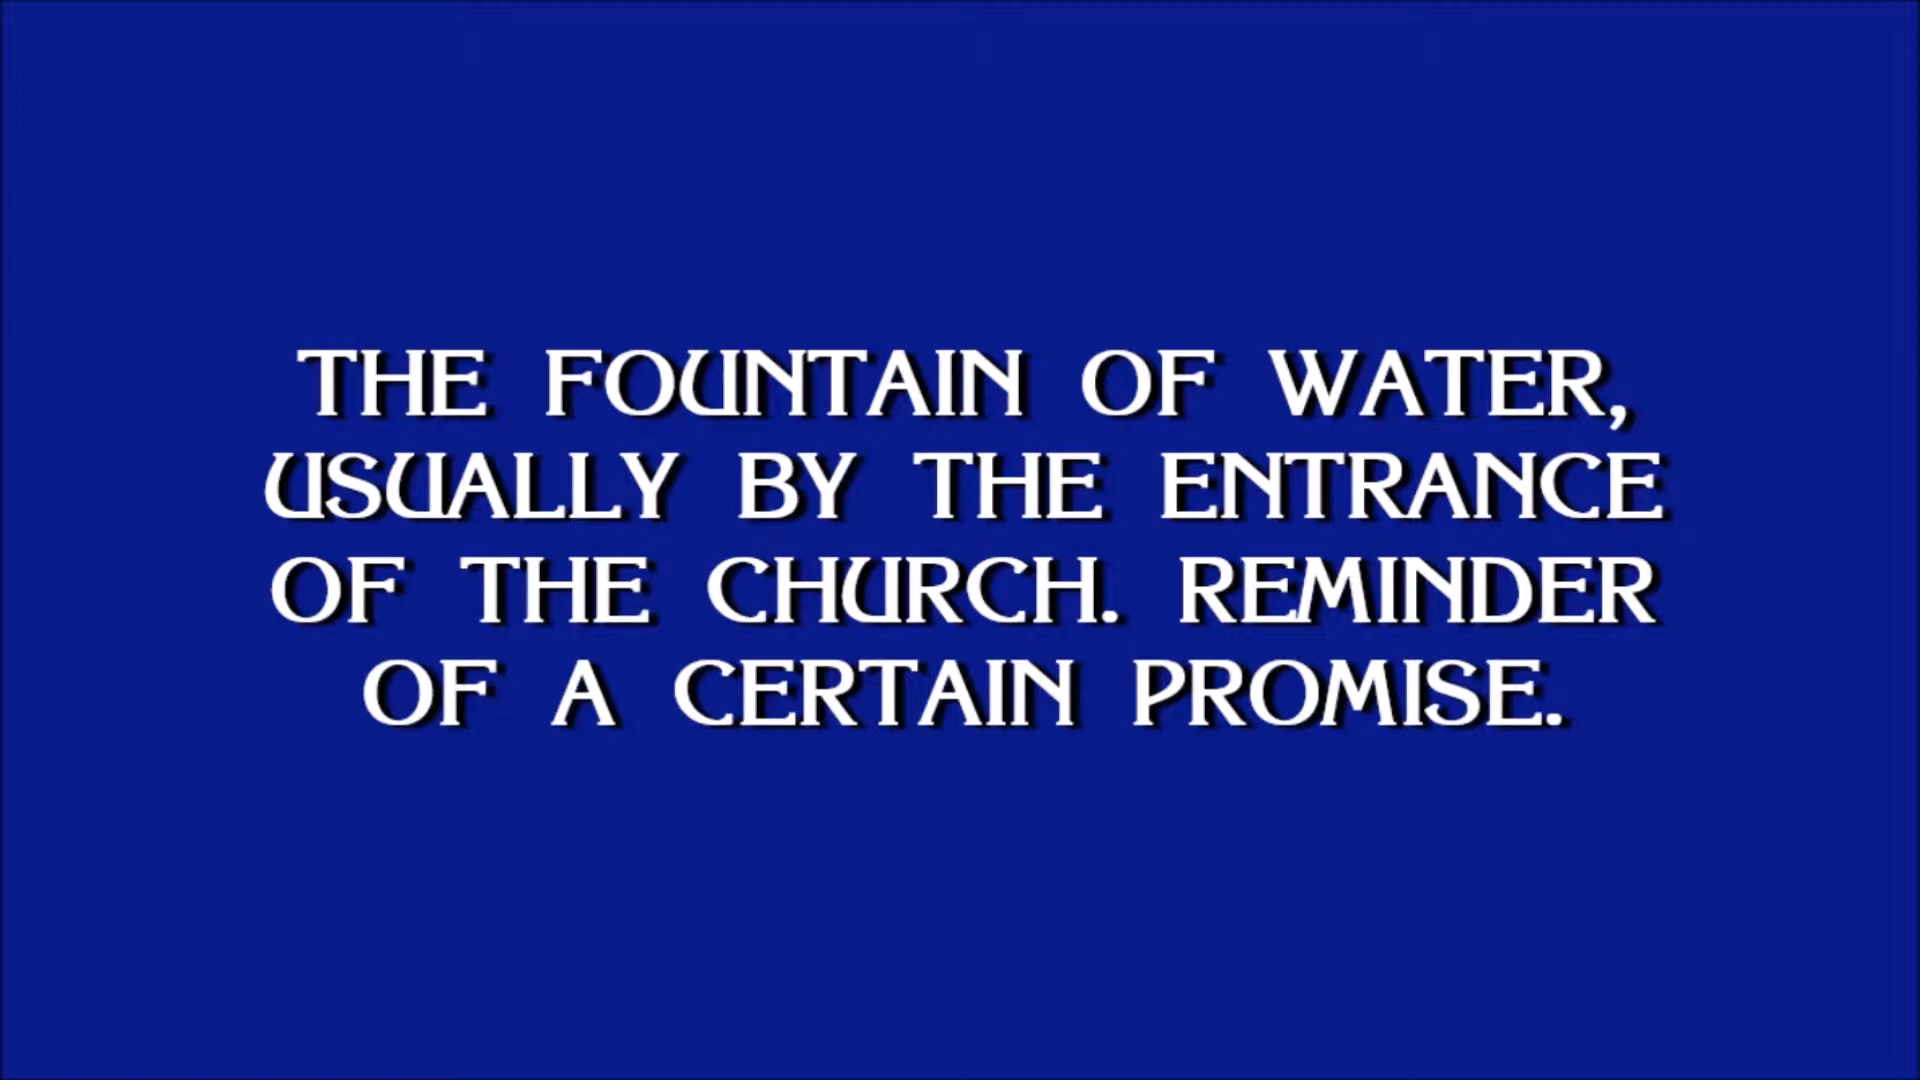 THE FOUNTAIN OF WATER,
USUALLY BY THE ENTRANCE
OF THE CHURCH. REMINDER
OF A CERTAIN PROMISE.